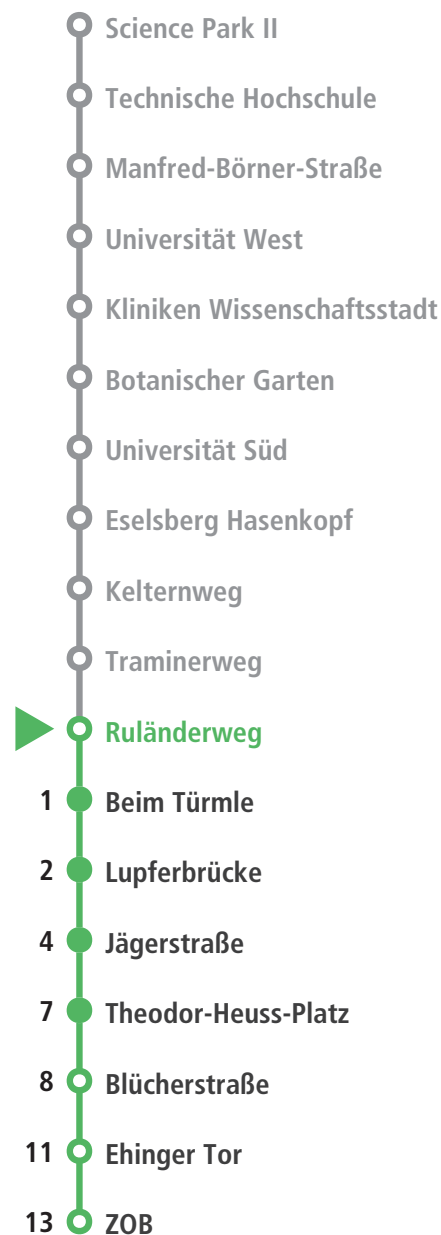 Science Park II
Technische Hochschule
Manfred-Börner-Straße
Universität West
Kliniken Wissenschaftsstadt
Botanischer Garten
Universität Süd
Eselsberg Hasenkopf
Kelternweg
Traminerweg
Ruländerweg
1 Beim Türmle
2 Lupferbrücke
4 Jägerstraße
7 Theodor-Heuss-Platz
8 Blücherstraße
11 Ehinger Tor
13 ZOB